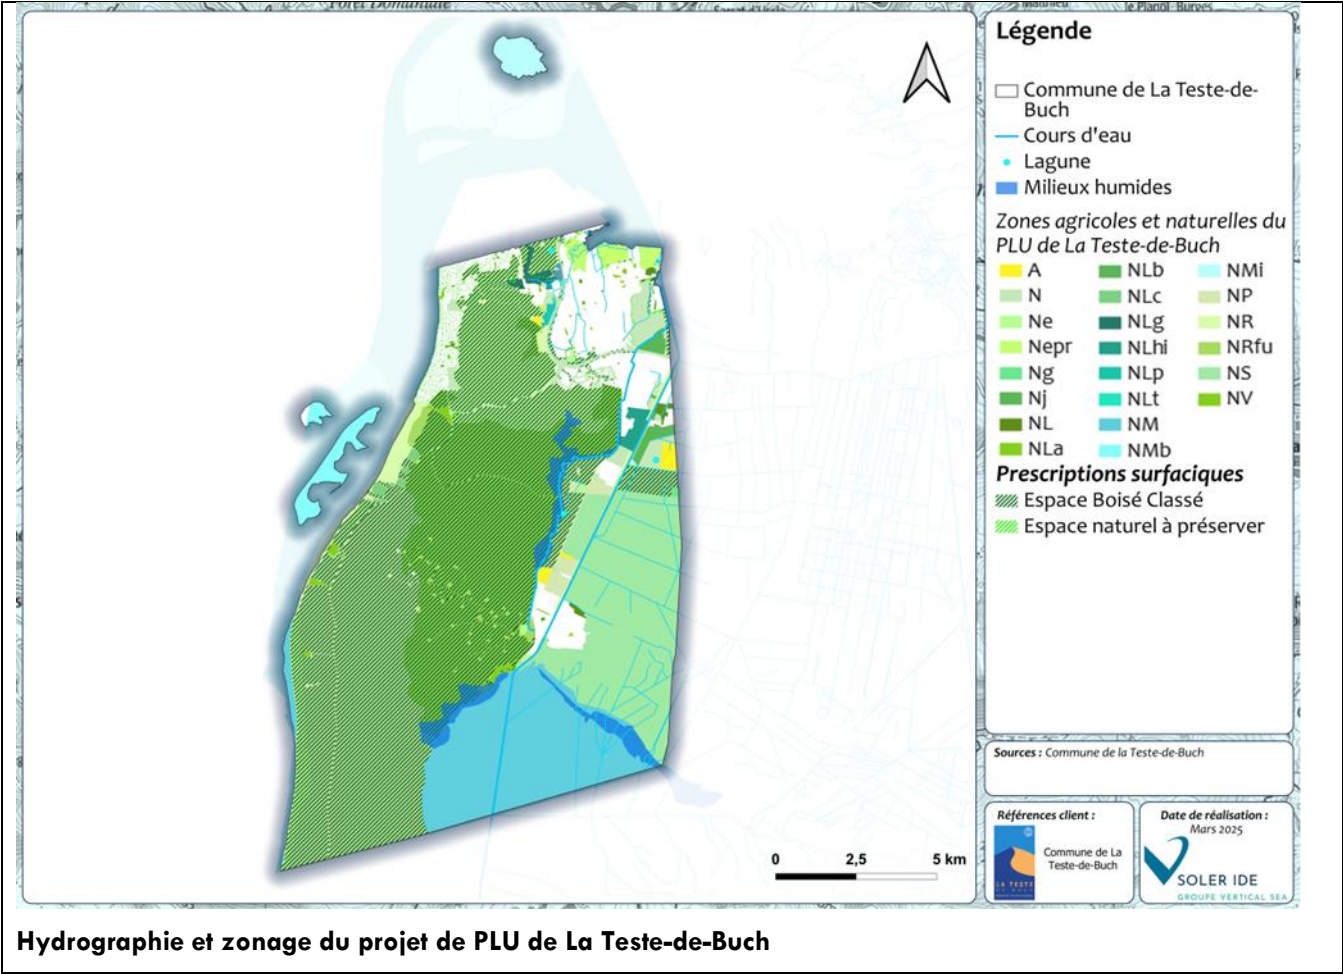 Légende
Commune de La Teste-de-
Buch
Cours d'eau
Lagune
Milieux humides
Zones agricoles et naturelles du
PLU de La Teste-de-Buch
A
N
Ne
Nepr
Ng
Nj
NL
NLa
NLb
NLc
NLg
NLhi
NLp
NLt
NM
NMb
NMi
NP
NR
NRfu
NS
NV
Prescriptions surfaciques
Espace Boisé Classé
Espace naturel à préserver
Sources : Commune de la Teste-de-Buch
Références client :
LA TESTE
DE BUCH
Commune de La
Teste-de-Buch
Date de réalisation :
Mars 2025
SOLER IDE
GROUPE VERTICAL SEA
0 2,5 5 km
Hydrographie et zonage du projet de PLU de La Teste-de-Buch